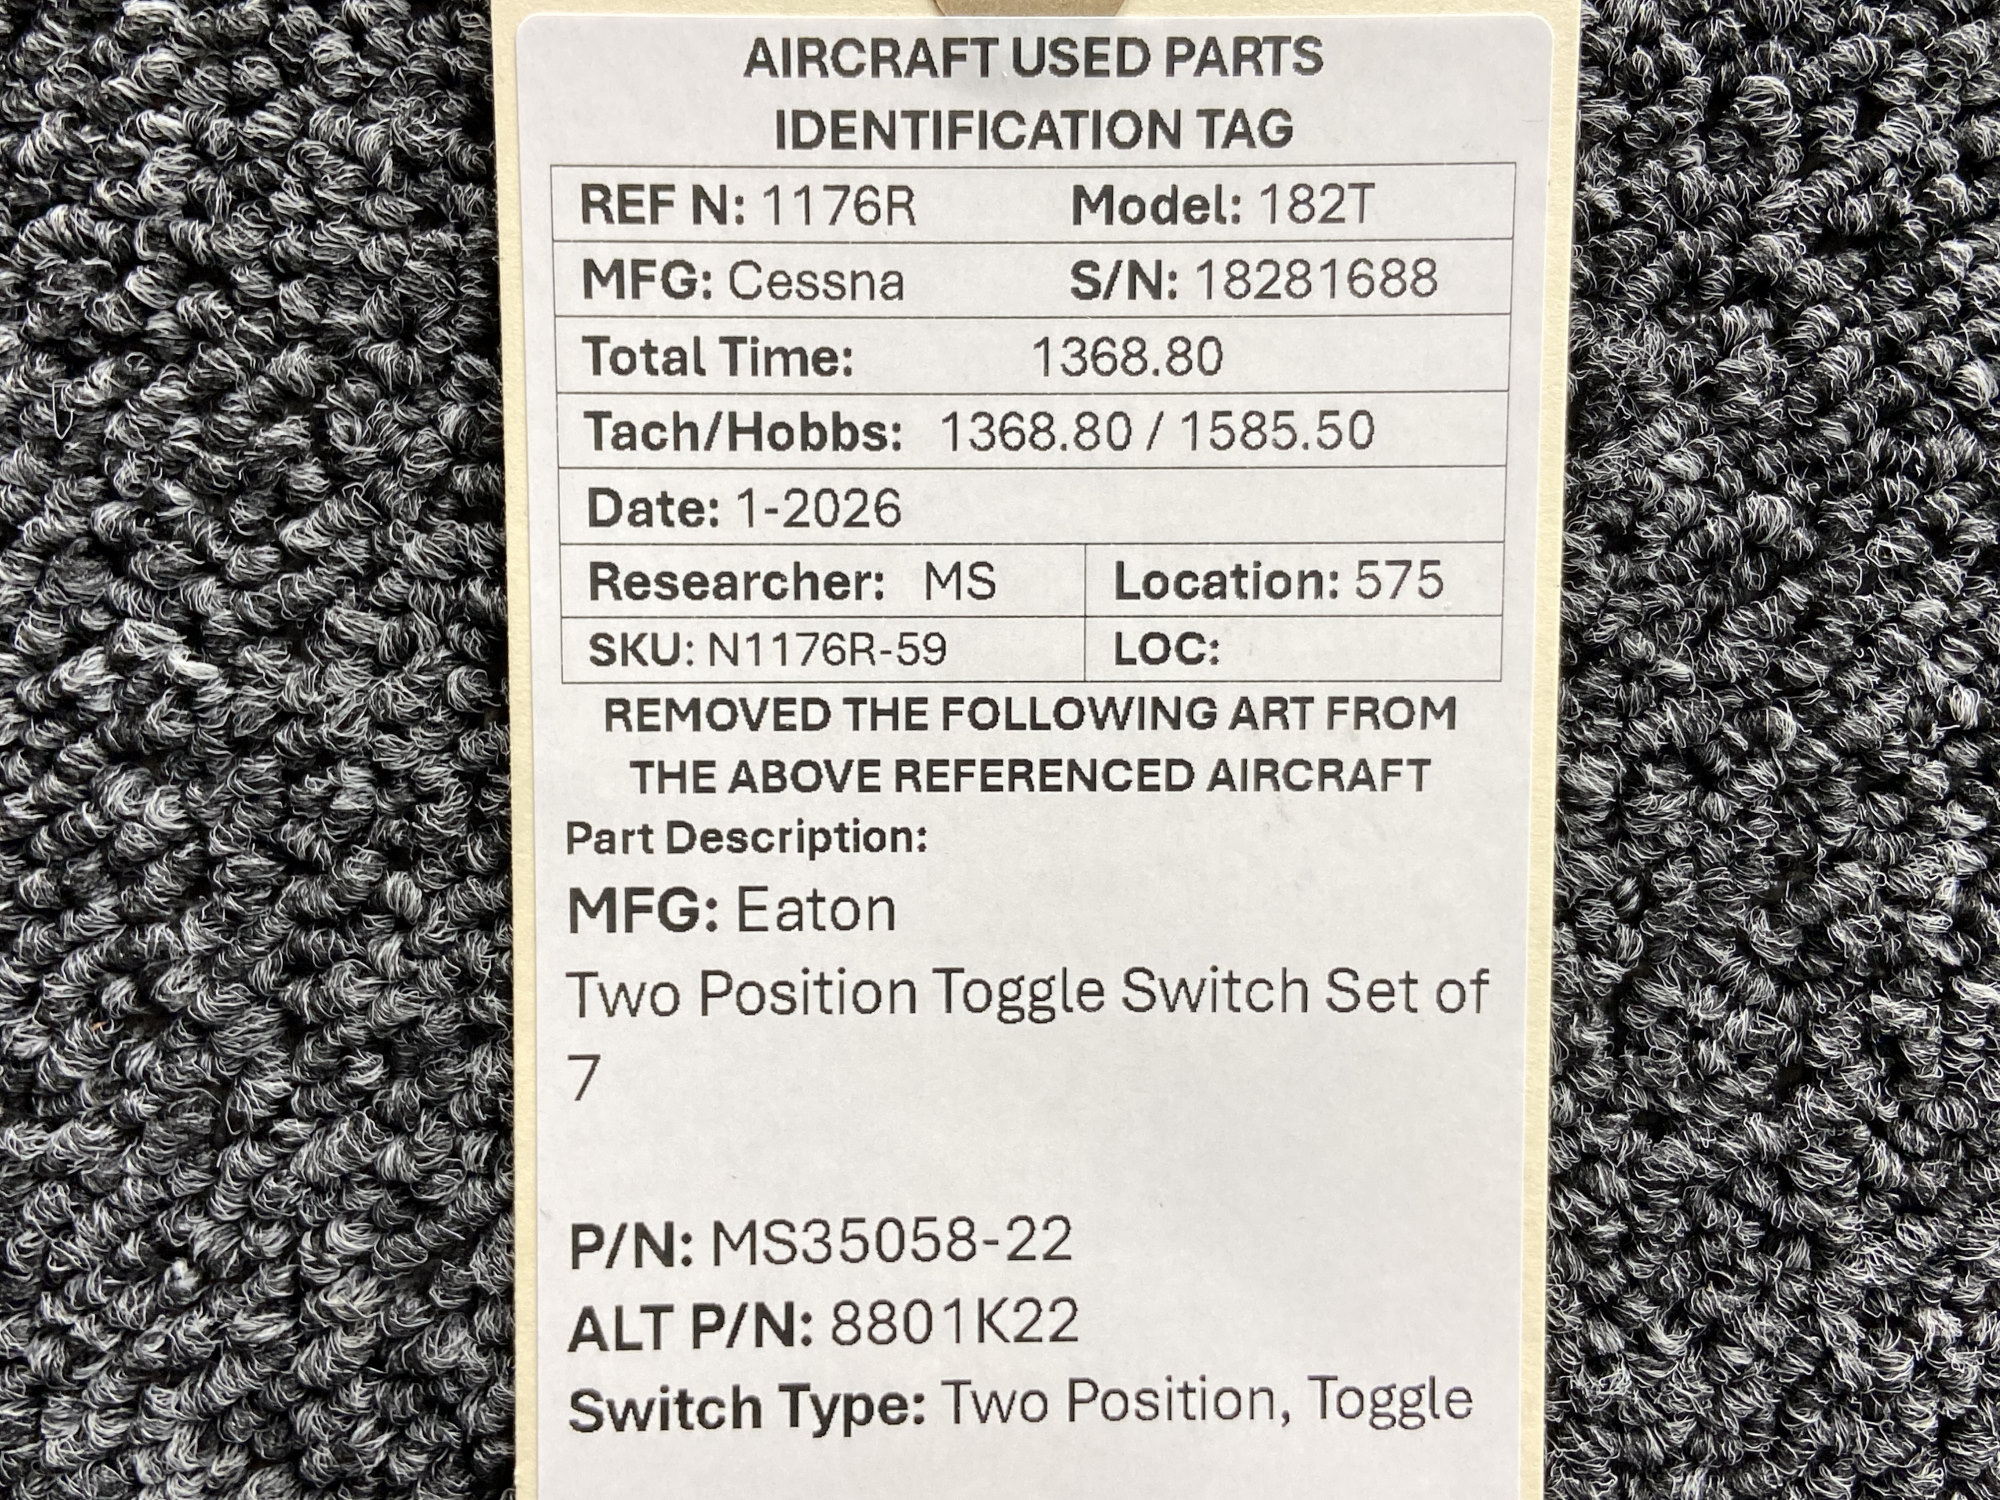 AIRCRAFT USED PARTS
IDENTIFICATION TAG
REF N: 1176R Model: 182T
MFG: Cessna S/N: 18281688
Total Time: 1368.80
Tach/Hobbs: 1368.80 / 1585.50
Date: 1-2026
Researcher: MS Location: 575
SKU: N1176R-59 LOC:
REMOVED THE FOLLOWING ART FROM
THE ABOVE REFERENCED AIRCRAFT
Part Description:
MFG: Eaton
Two Position Toggle Switch Set of
7
P/N: MS35058-22
ALT P/N: 8801K22
Switch Type: Two Position, Toggle